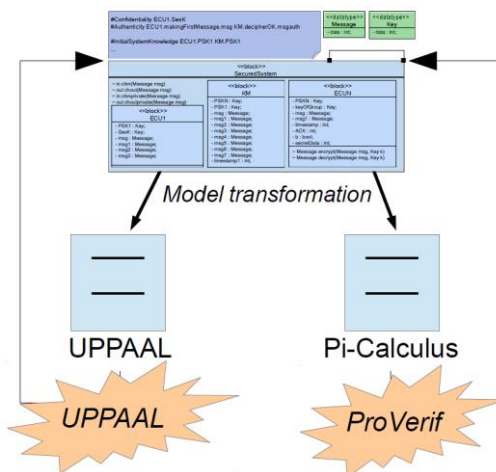 #Confidentiality ECU1.SesK
#Authenticity ECU1.makingFirstMessage.msg KM.decipherOK.msgauth
#InitialSystemKnowledge ECU1.PSK1 KM.PSK1
...
<<datatype>>
Message
- data : int;
<<datatype>>
Key
- data : int;
<<block>>
SecuredSystem
~ in chin(Message msg)
~ out chout(Message msg)
~ in chinprivate(Message msg)
~ out choutprivate(Message msg)
<<block>>
ECU1
- PSK1 : Key;
- SesK : Key;
- msg : Message;
- msg1 : Message;
- msg2 : Message;
- msg3 : Message;
<<block>>
KM
- PSKN : Key;
- PSK1 : Key;
- msg : Message;
- msg1 : Message;
- msg2 : Message;
- msg3 : Message;
- msg4 : Message;
- msg5 : Message;
- msg6 : Message;
- msg7 : Message;
- timestamp1 : int;
<<block>>
ECUN
- PSKN : Key;
- keyOfGroup : Key;
- msg : Message;
- msg1 : Message;
- timestamp : int;
- ACK : int;
- b : bool;
- secretData : int;
~ Message encrypt(Message msg, Key k)
~ Message decrypt(Message msg, Key k)
Model transformation
UPPAAL
Pi-Calculus
UPPAAL
ProVerif